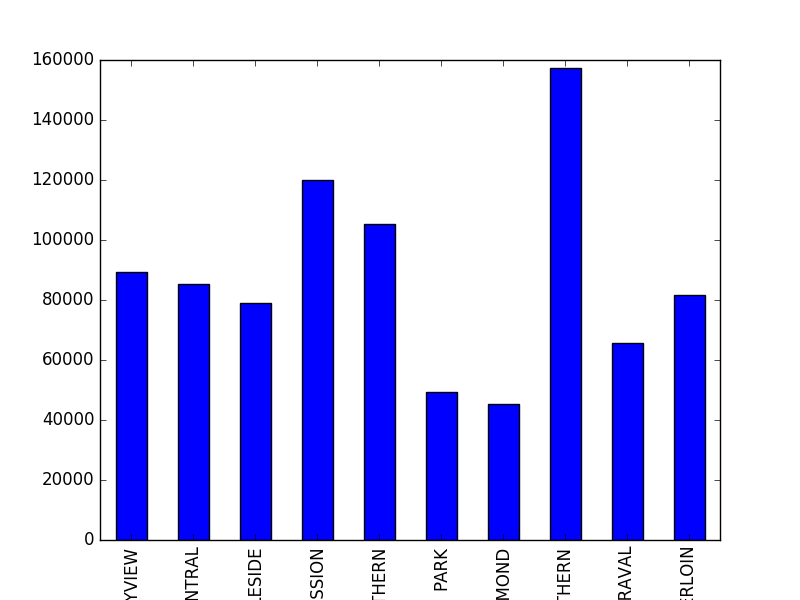 160000
140000
120000
100000
80000
60000
40000
20000
0
YVIEW
NTRAL
LESIDE
SSION
THERN
PARK
MOND
THERN
RAVAL
ERLOIN